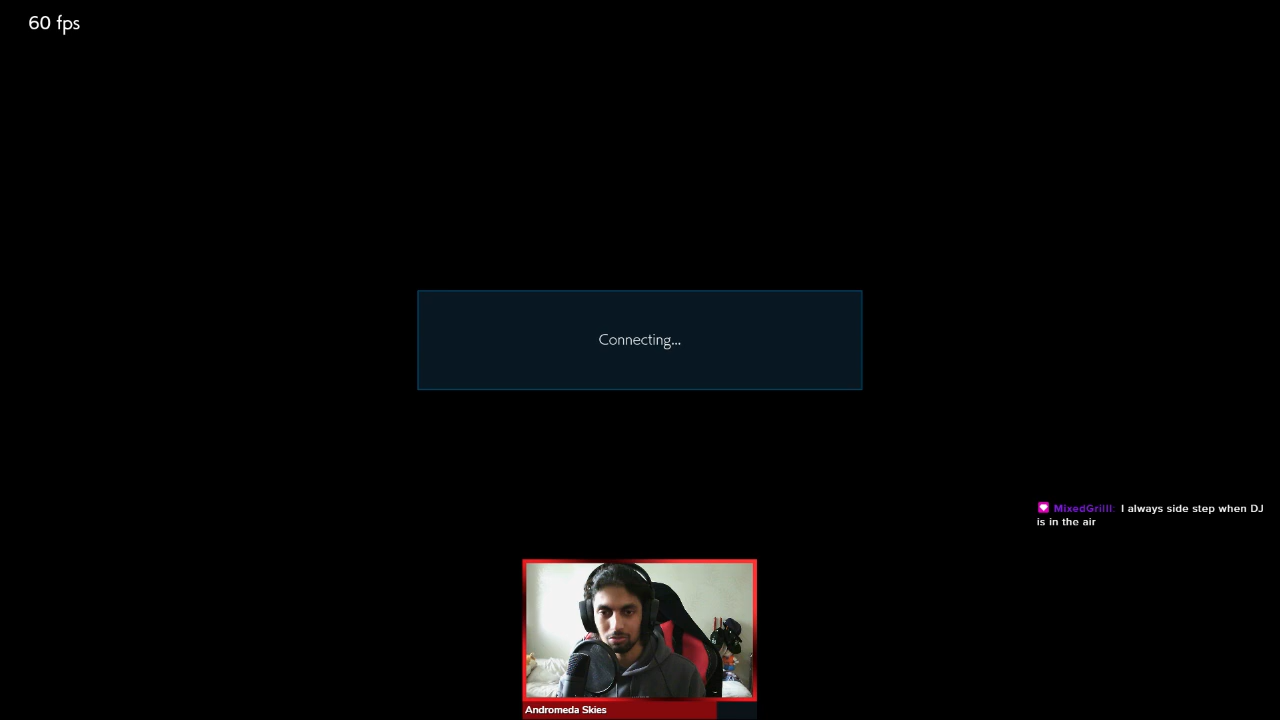 60 fps
Connecting...
MixedGrilll: I always side step when DJ
is in the air
Andromeda Skies